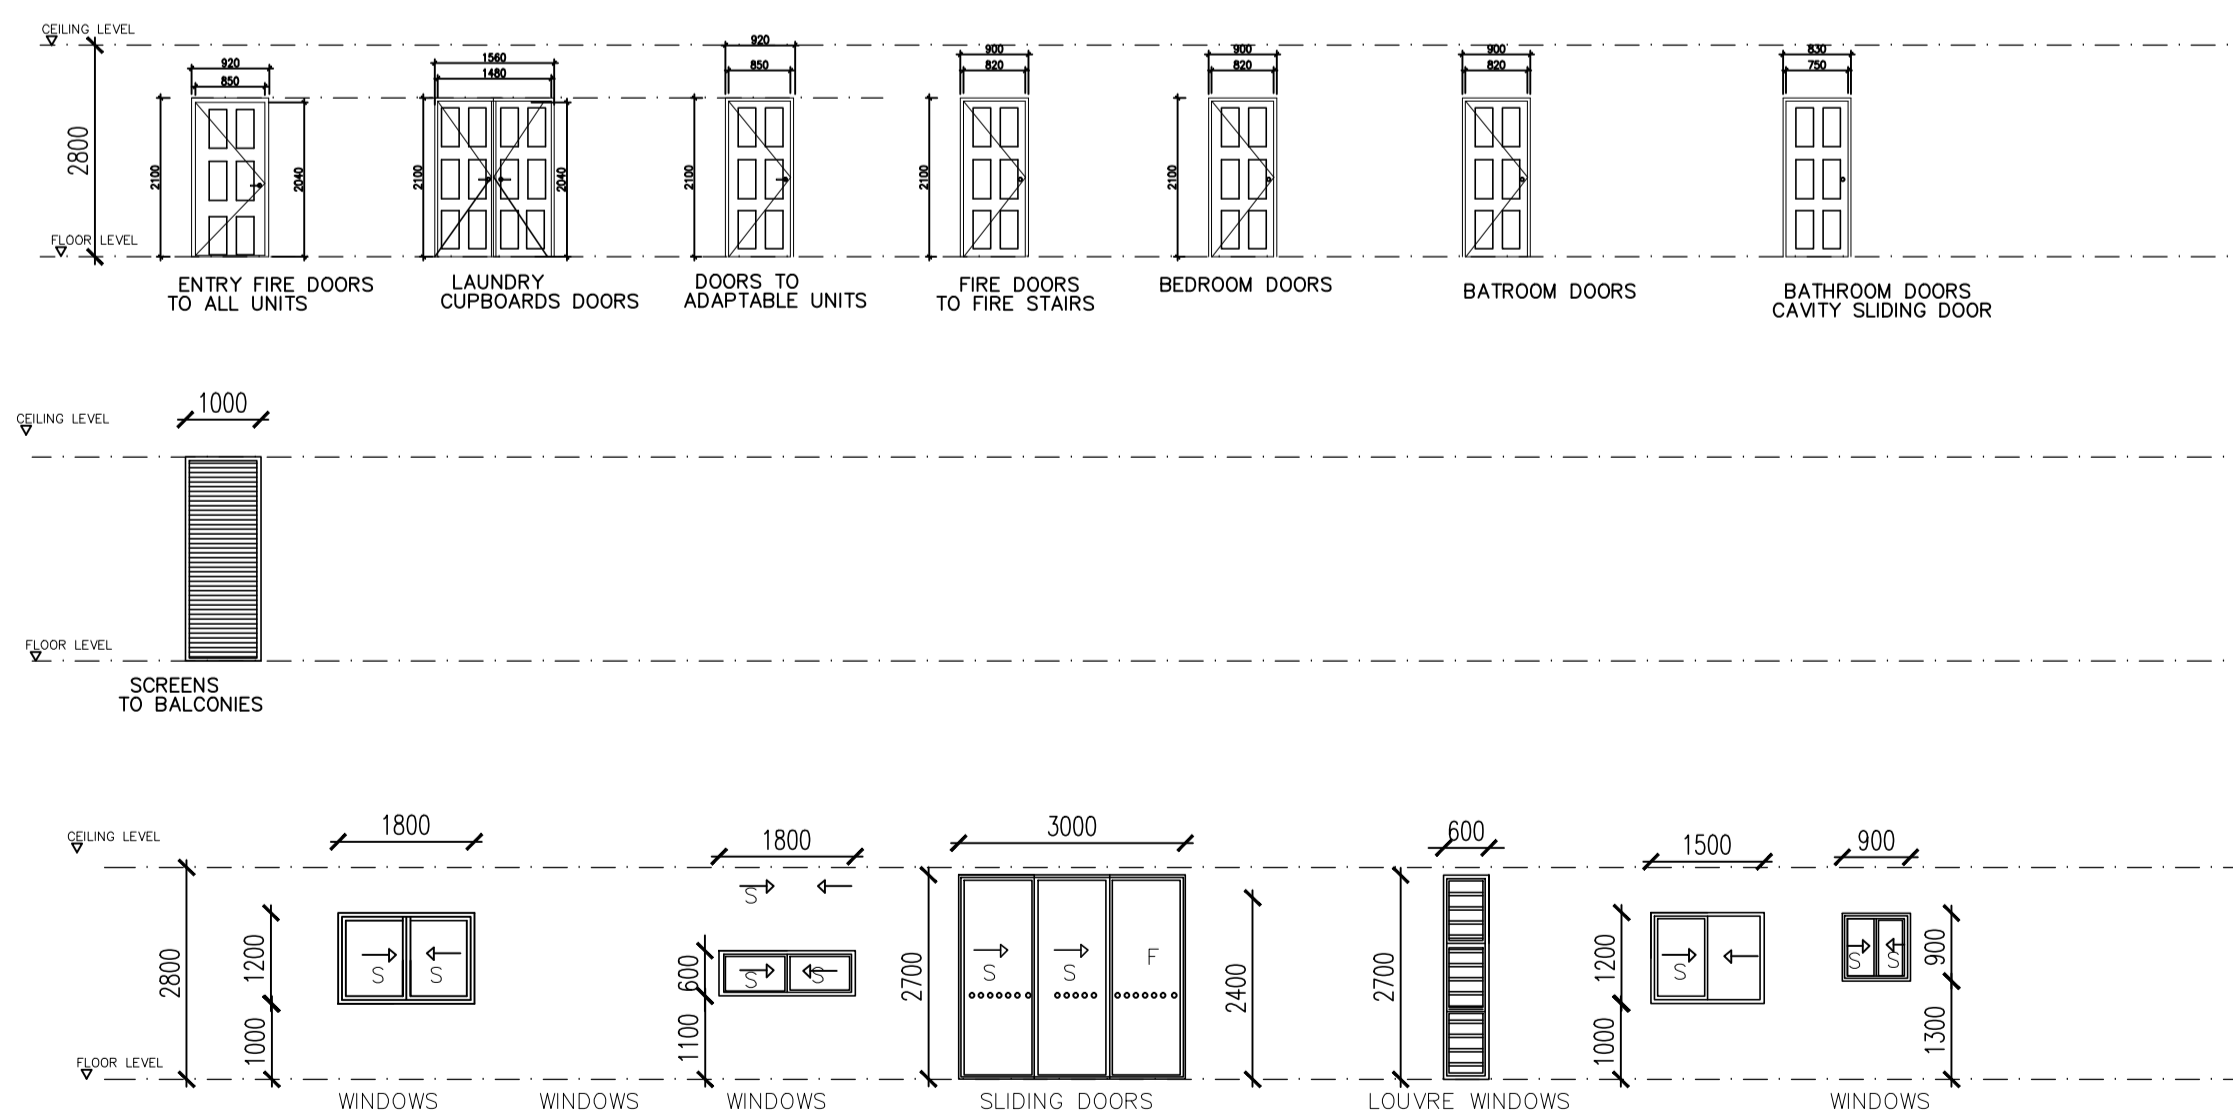 CEILING LEVEL
920
850
1560
1480
920
850
900
820
900
820
900
820
830
750
2800
2100
2040
2100
2040
2100
2100
2100
FLOOR LEVEL
ENTRY FIRE DOORS
TO ALL UNITS
LAUNDRY
CUPBOARDS DOORS
DOORS TO
ADAPTABLE UNITS
FIRE DOORS
TO FIRE STAIRS
BEDROOM DOORS
BATROOM DOORS
BATHROOM DOORS
CAVITY SLIDING DOOR
1000
CEILING LEVEL
FLOOR LEVEL
SCREENS
TO BALCONIES
CEILING LEVEL
1800
1800
3000
600
1500
900
S
2800
1200
1000
S S
600
1100
S S
2700
S S F
2400
2700
1200
1000
S
S S
900
1300
FLOOR LEVEL
WINDOWS
WINDOWS
WINDOWS
SLIDING DOORS
LOUVRE WINDOWS
WINDOWS